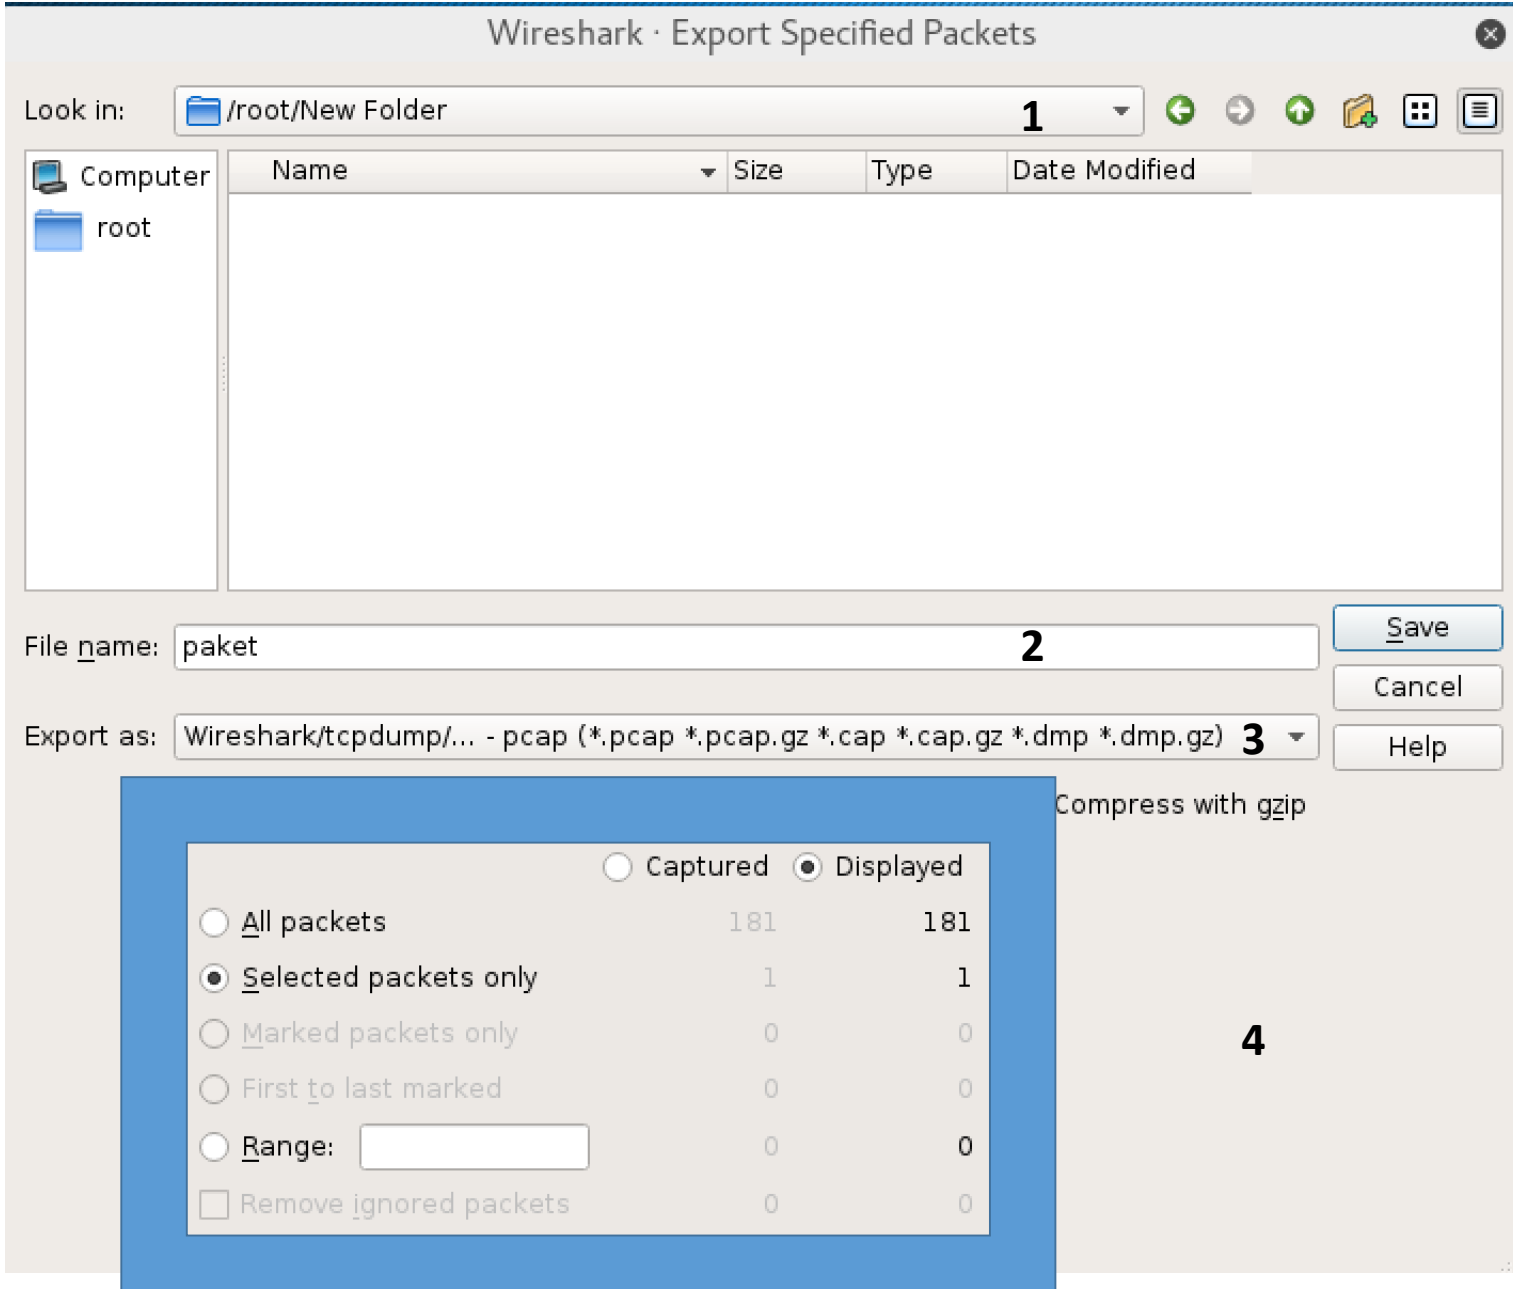 Wireshark · Export Specified Packets
Look in: /root/New Folder 1
Computer
root
Name Size Type Date Modified
File name: paket 2
Save
Cancel
Export as: Wireshark/tcpdump/... - pcap (*.pcap *.pcap.gz *.cap *.cap.gz *.dmp *.dmp.gz) 3
Help
Compress with gzip
Captured Displayed
All packets 181 181
Selected packets only 1 1
Marked packets only 0 0
4
First to last marked 0 0
Range: 0 0
Remove ignored packets 0 0